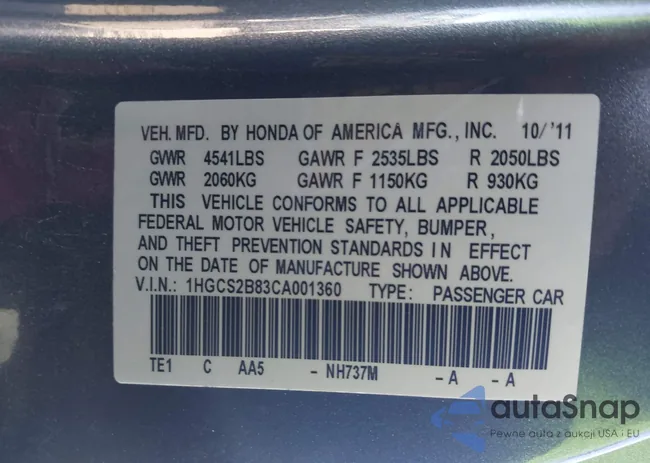 VEH. MFD. BY HONDA OF AMERICA MFG., INC. 10/'11
GVWR 4541LBS GAWR F 2535LBS R 2050LBS
GVWR 2060KG GAWR F 1150KG R 930KG
THIS VEHICLE CONFORMS TO ALL APPLICABLE
FEDERAL MOTOR VEHICLE SAFETY, BUMPER,
AND THEFT PREVENTION STANDARDS IN EFFECT
ON THE DATE OF MANUFACTURE SHOWN ABOVE.
V.I.N.: 1HGCS2B83CA001360 TYPE: PASSENGER CAR
TE1 C AA5 - NH737M - A - A
autaSnap
Pewne auta z aukcji USA i EU